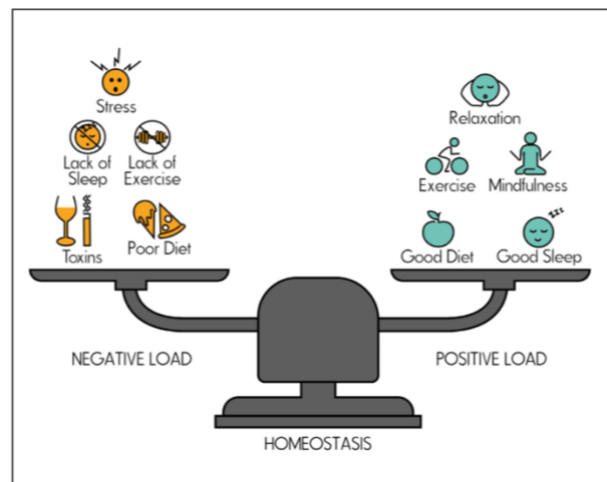 Stress
Relaxation
Lack of
Sleep
Lack of
Exercise
Exercise
Mindfulness
Toxins
Poor Diet
Good Diet
Good Sleep
zzz
NEGATIVE LOAD
POSITIVE LOAD
HOMEOSTASIS